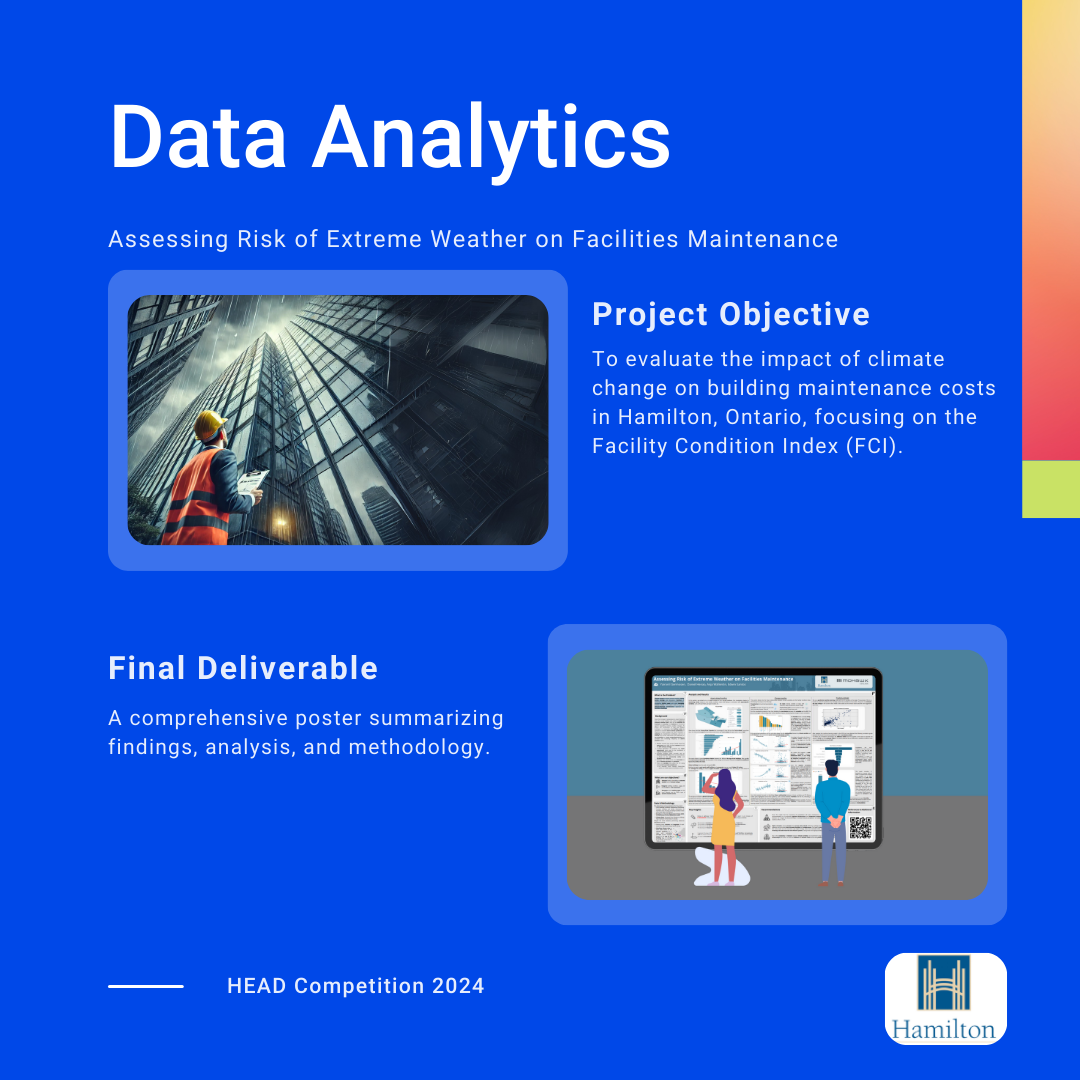 Data Analytics
Assessing Risk of Extreme Weather on Facilities Maintenance
Project Objective
To evaluate the impact of climate
change on building maintenance costs
in Hamilton, Ontario, focusing on the
Facility Condition Index (FCI).
Final Deliverable
A comprehensive poster summarizing
findings, analysis, and methodology.
Assessing Risk of Extreme Weather on Facilities Maintenance
HEAD Competition 2024
Hamilton